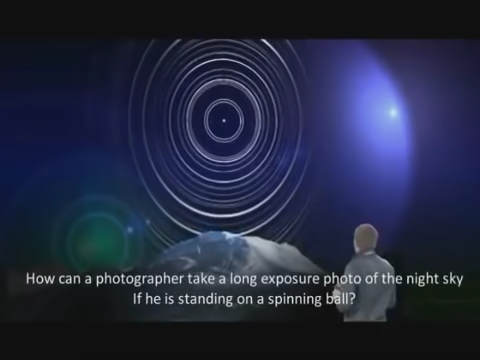 How can a photographer take a long exposure photo of the night sky
If he is standing on a spinning ball?